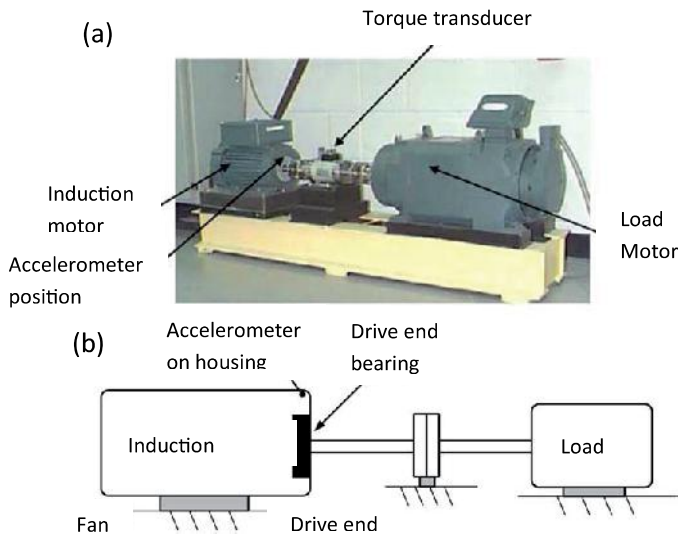 (a)
Torque transducer
Induction
motor
Accelerometer
position
Load
Motor
(b)
Accelerometer
on housing
Drive end
bearing
Induction
Load
Fan
Drive end